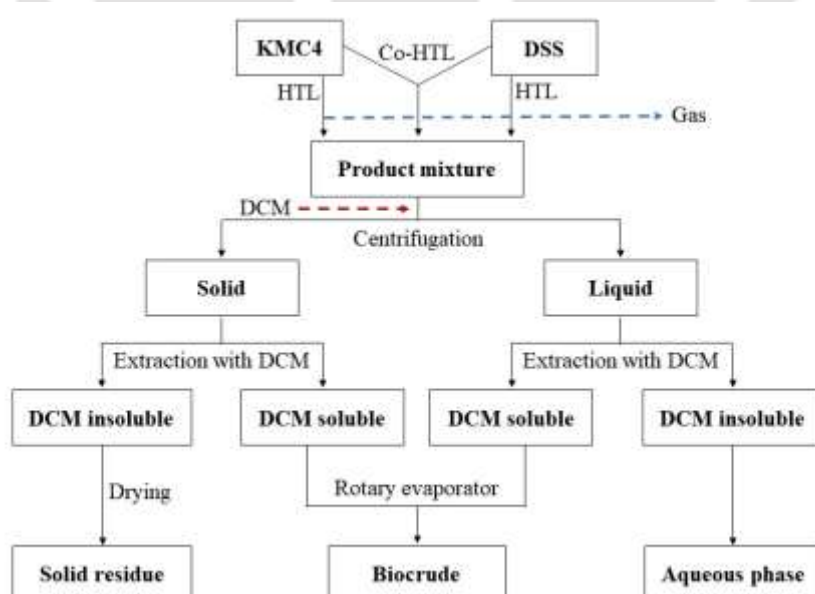 KMC4
Co-HTL
DSS
HTL
HTL
Gas
Product mixture
DCM
Centrifugation
Solid
Liquid
Extraction with DCM
Extraction with DCM
DCM insoluble
DCM soluble
DCM soluble
DCM insoluble
Drying
Rotary evaporator
Solid residue
Biocrude
Aqueous phase